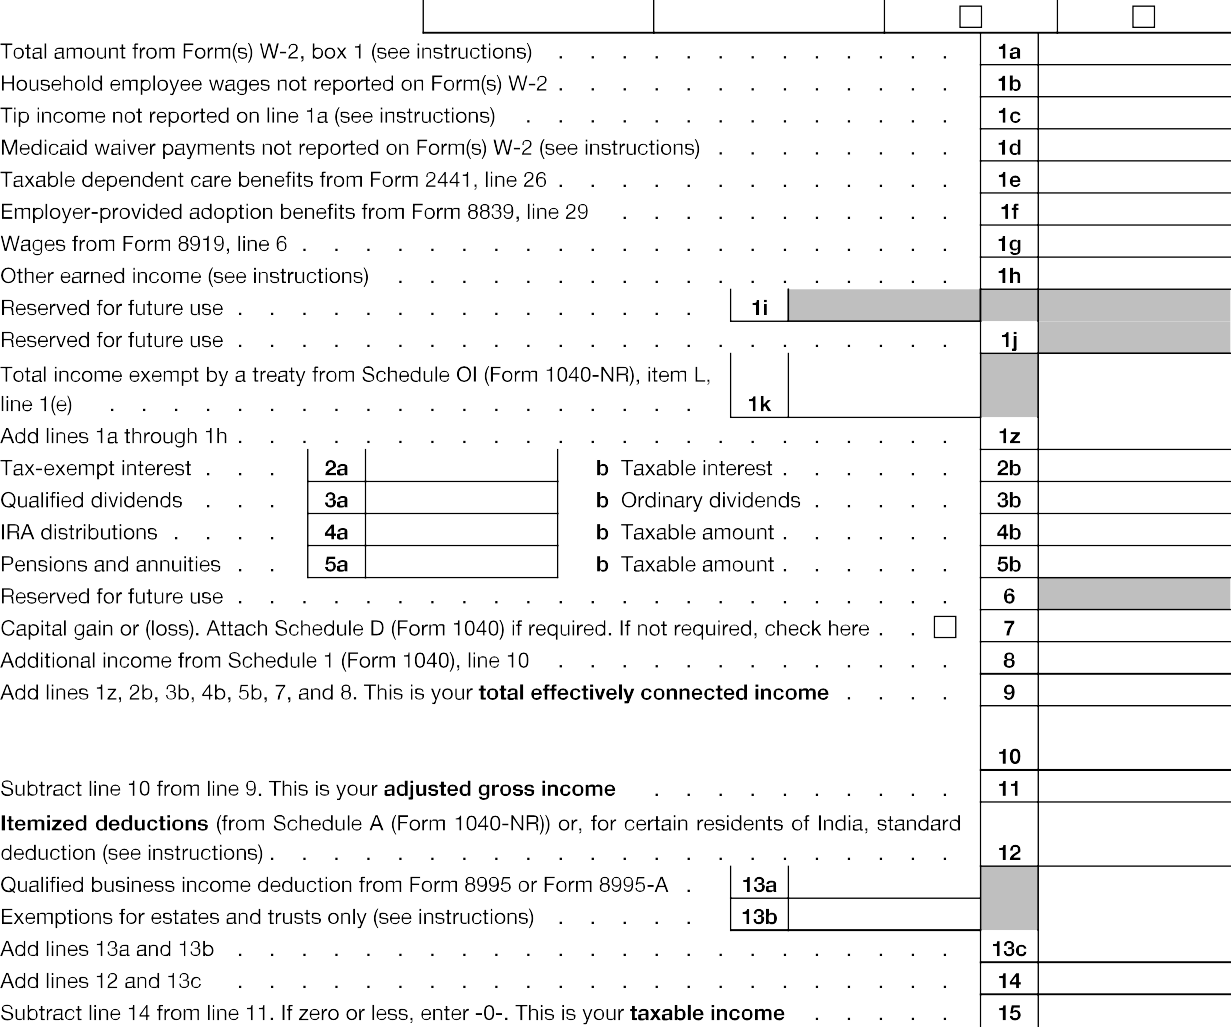 Total amount from Form(s) W-2, box 1 (see instructions) . . . . . . . . . . . . . 1a
Household employee wages not reported on Form(s) W-2 . . . . . . . . . . . . . 1b
Tip income not reported on line 1a (see instructions) . . . . . . . . . . . . . . 1c
Medicaid waiver payments not reported on Form(s) W-2 (see instructions) . . . . . . . . 1d
Taxable dependent care benefits from Form 2441, line 26 . . . . . . . . . . . . . 1e
Employer-provided adoption benefits from Form 8839, line 29 . . . . . . . . . . . 1f
Wages from Form 8919, line 6 . . . . . . . . . . . . . . . . . . . . . 1g
Other earned income (see instructions) . . . . . . . . . . . . . . . . . . 1h
Reserved for future use . . . . . . . . . . . . . . . 1i
Reserved for future use . . . . . . . . . . . . . . . . . . . . . . . 1j
Total income exempt by a treaty from Schedule OI (Form 1040-NR), item L,
line 1(e) . . . . . . . . . . . . . . . . . . . 1k
Add lines 1a through 1h . . . . . . . . . . . . . . . . . . . . . . . 1z
Tax-exempt interest . . . 2a b Taxable interest . . . . . . 2b
Qualified dividends . . . 3a b Ordinary dividends . . . . . 3b
IRA distributions . . . . 4a b Taxable amount . . . . . . 4b
Pensions and annuities . . 5a b Taxable amount . . . . . . 5b
Reserved for future use . . . . . . . . . . . . . . . . . . . . . . . 6
Capital gain or (loss). Attach Schedule D (Form 1040) if required. If not required, check here . . 7
Additional income from Schedule 1 (Form 1040), line 10 . . . . . . . . . . . . . 8
Add lines 1z, 2b, 3b, 4b, 5b, 7, and 8. This is your total effectively connected income . . . . 9
10
Subtract line 10 from line 9. This is your adjusted gross income . . . . . . . . . . 11
Itemized deductions (from Schedule A (Form 1040-NR)) or, for certain residents of India, standard
deduction (see instructions) . . . . . . . . . . . . . . . . . . . . . . 12
Qualified business income deduction from Form 8995 or Form 8995-A . 13a
Exemptions for estates and trusts only (see instructions) . . . . . 13b
Add lines 13a and 13b . . . . . . . . . . . . . . . . . . . . . . . 13c
Add lines 12 and 13c . . . . . . . . . . . . . . . . . . . . . . . 14
Subtract line 14 from line 11. If zero or less, enter -0-. This is your taxable income . . . . . 15